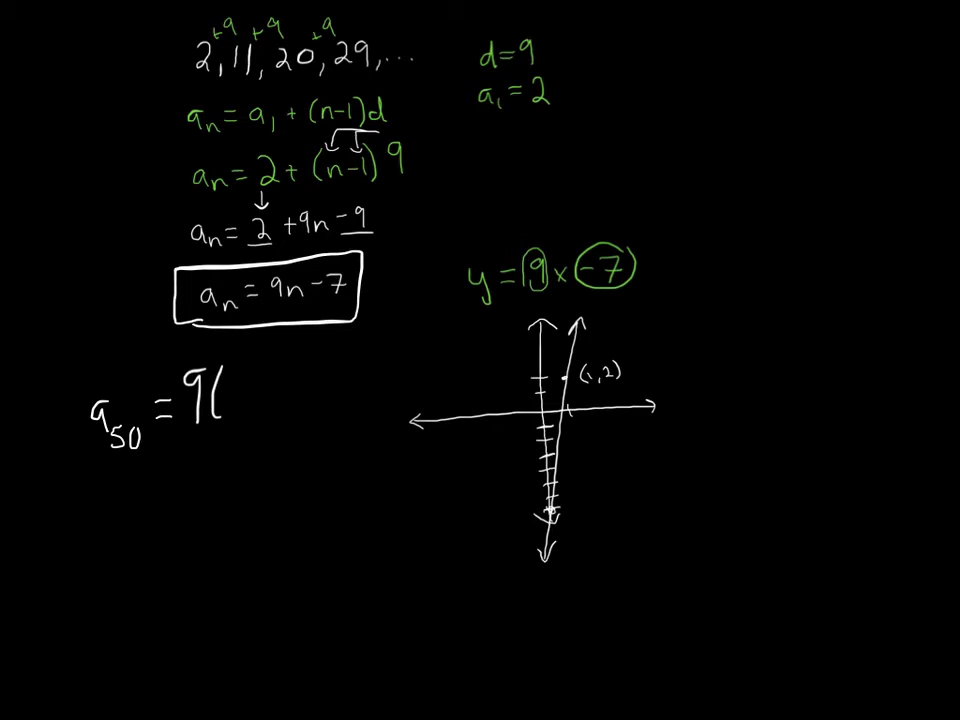 +9 +9 +9
2, 11, 20, 29, ...
d = 9
a₁ = 2
aₙ = a₁ + (n-1)d
aₙ = 2 + (n-1) 9
aₙ = 2 + 9n - 9
aₙ = 9n - 7
y = 9x - 7
(1, 2)
a₅₀ = 9(